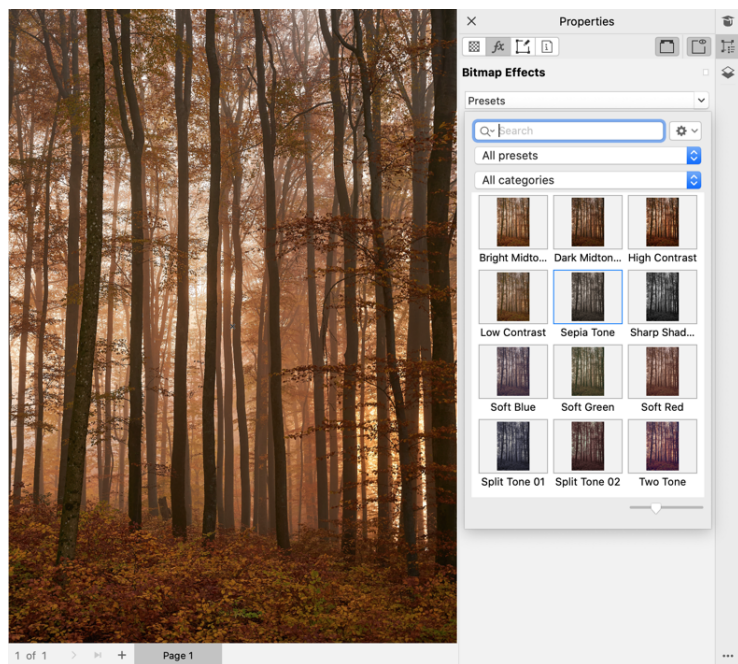 Properties
Bitmap Effects
Presets
Search
All presets
All categories
Bright Midto... Dark Midton... High Contrast
Low Contrast Sepia Tone Sharp Shad...
Soft Blue Soft Green Soft Red
Split Tone 01 Split Tone 02 Two Tone
1 of 1 Page 1